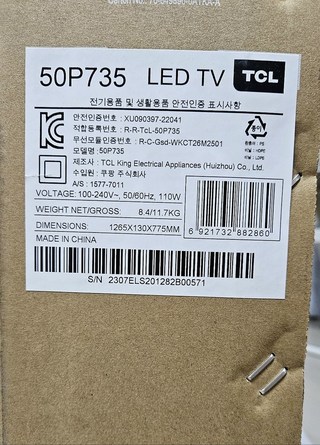 50P735 LED TV TCL
전기용품 및 생활용품 안전인증 표시사항
안전인증번호 : XU090397-22041
적합등록번호 : R-R-TcL-50P735
무선모듈인증번호 : R-C-Gsd-WKCT26M2501
모델명 : 50P735
종이
제조사 : TCL King Electrical Appliances (Huizhou) Co., Ltd.
수입원 : 쿠팡 주식회사
A/S : 1577-7011
VOLTAGE: 100-240V~, 50/60Hz, 110W
WEIGHT NET/GROSS: 8.4/11.7KG
DIMENSIONS: 1265X130X775MM
MADE IN CHINA
6 921732 882860
S/N 2307ELS201282B00571